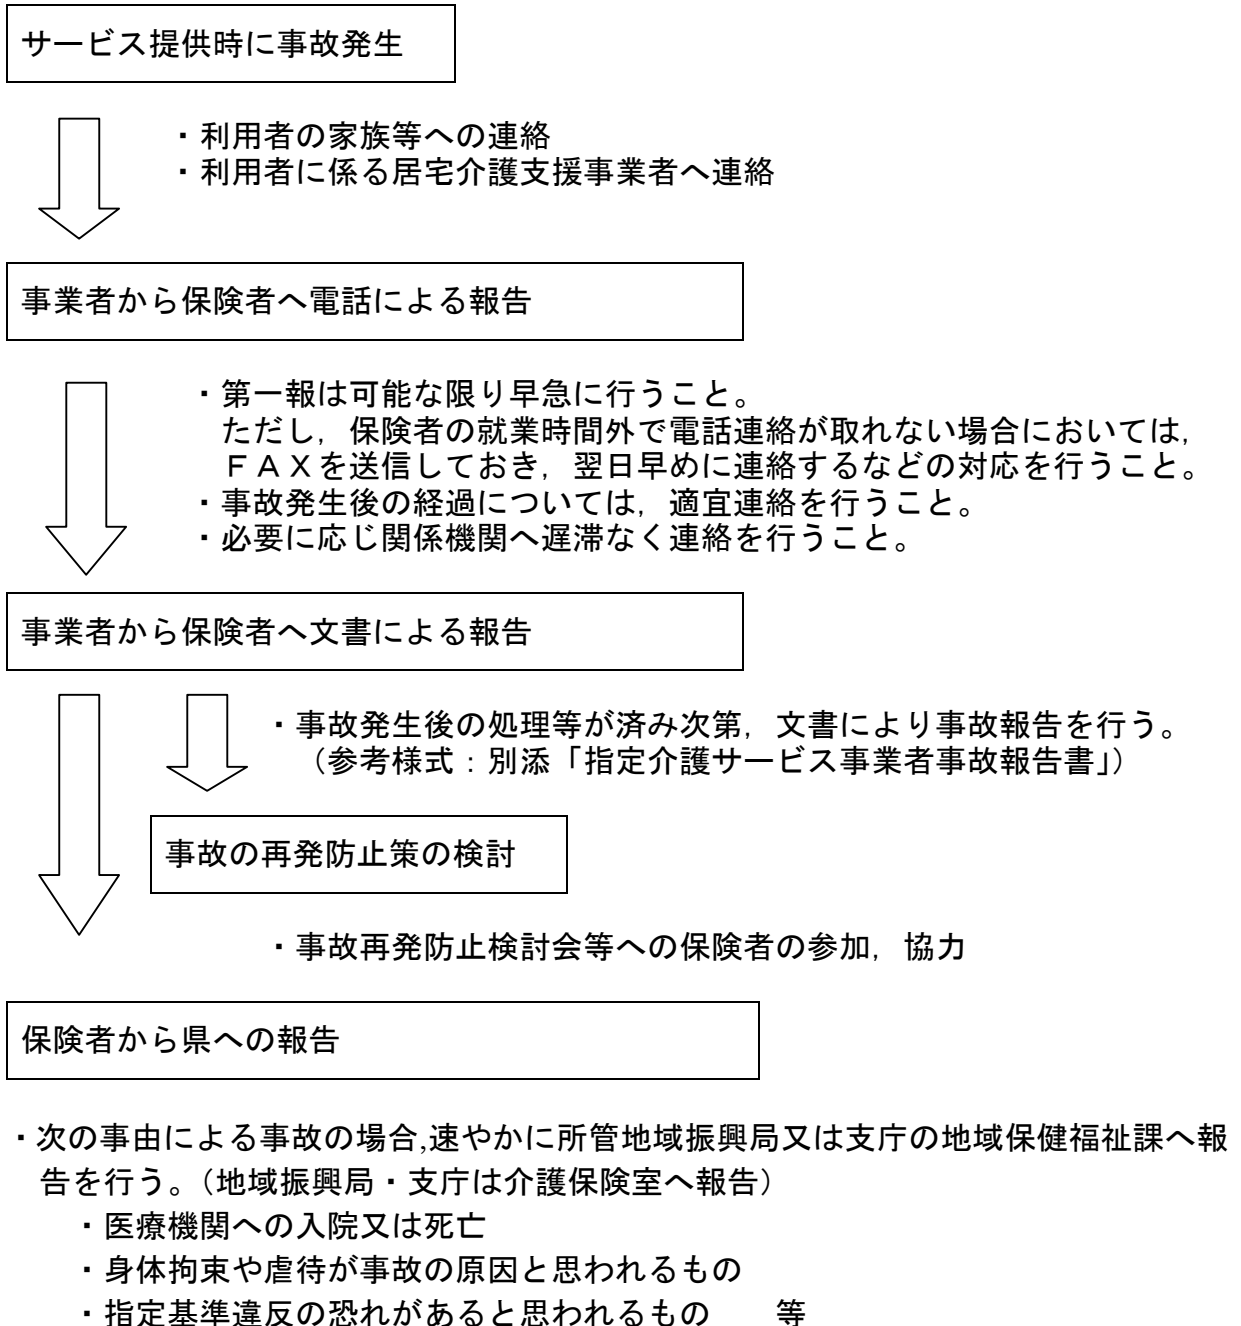 サービス提供時に事故発生
・利用者の家族等への連絡
・利用者に係る居宅介護支援事業者へ連絡
事業者から保険者へ電話による報告
・第一報は可能な限り早急に行うこと。
ただし，保険者の就業時間外で電話連絡が取れない場合においては，
ＦＡＸを送信しておき，翌日早めに連絡するなどの対応を行うこと。
・事故発生後の経過については，適宜連絡を行うこと。
・必要に応じ関係機関へ遅滞なく連絡を行うこと。
事業者から保険者へ文書による報告
・事故発生後の処理等が済み次第，文書により事故報告を行う。
（参考様式：別添「指定介護サービス事業者事故報告書」）
事故の再発防止策の検討
・事故再発防止検討会等への保険者の参加，協力
保険者から県への報告
・次の事由による事故の場合,速やかに所管地域振興局又は支庁の地域保健福祉課へ報
告を行う。（地域振興局・支庁は介護保険室へ報告）
・医療機関への入院又は死亡
・身体拘束や虐待が事故の原因と思われるもの
・指定基準違反の恐れがあると思われるもの　　等